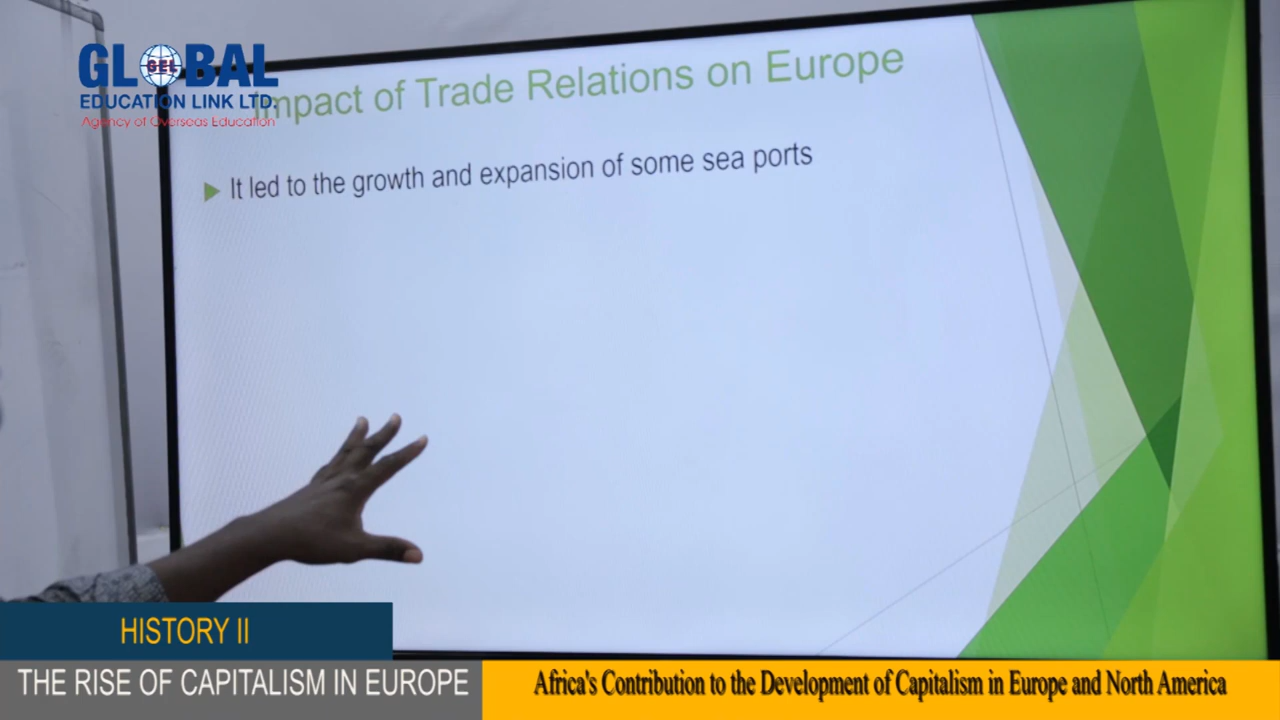 GLOBAL
GEL
EDUCATION LINK LTD.
Agency of Overseas Education
Impact of Trade Relations on Europe
It led to the growth and expansion of some sea ports
HISTORY II
THE RISE OF CAPITALISM IN EUROPE
Africa's Contribution to the Development of Capitalism in Europe and North America